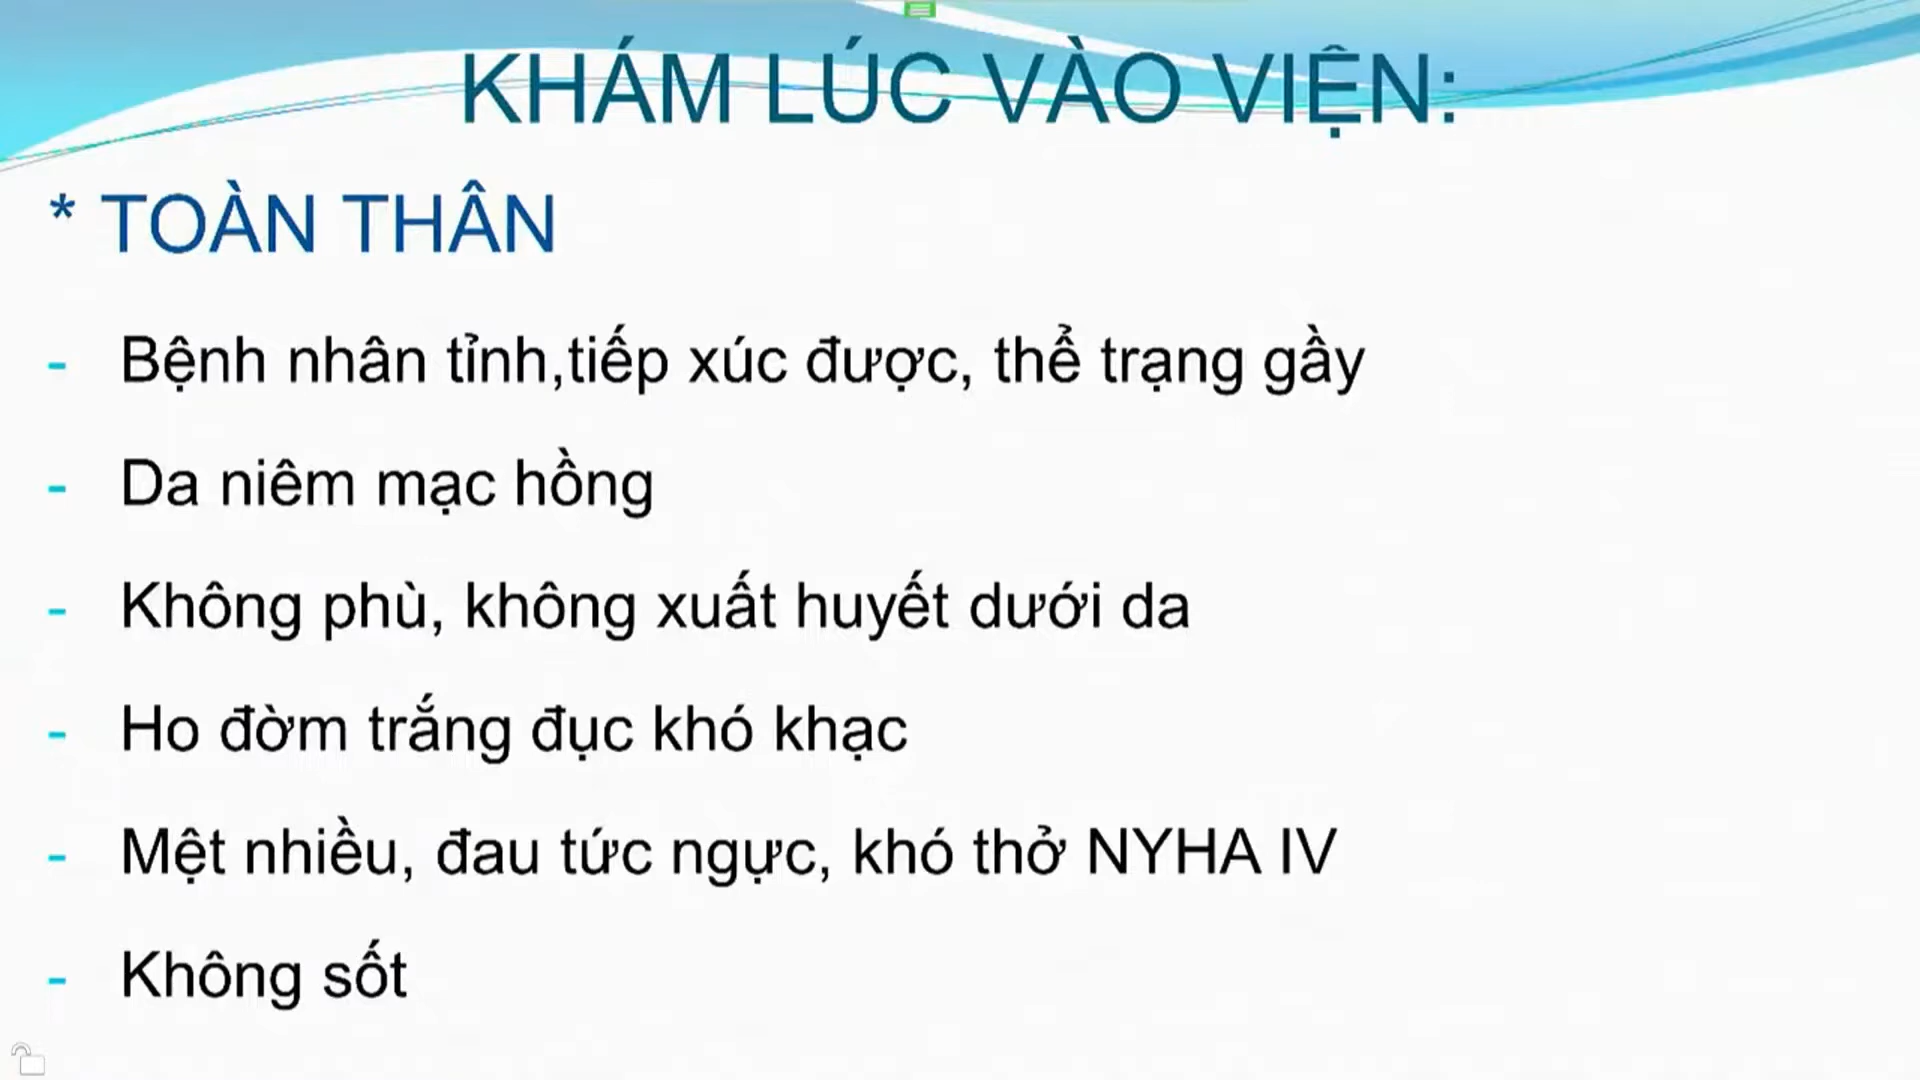 KHÁM LÚC VÀO VIỆN:
* TOÀN THÂN
- Bệnh nhân tỉnh,tiếp xúc được, thể trạng gầy
- Da niêm mạc hồng
- Không phù, không xuất huyết dưới da
- Ho đờm trắng đục khó khạc
- Mệt nhiều, đau tức ngực, khó thở NYHA IV
- Không sốt